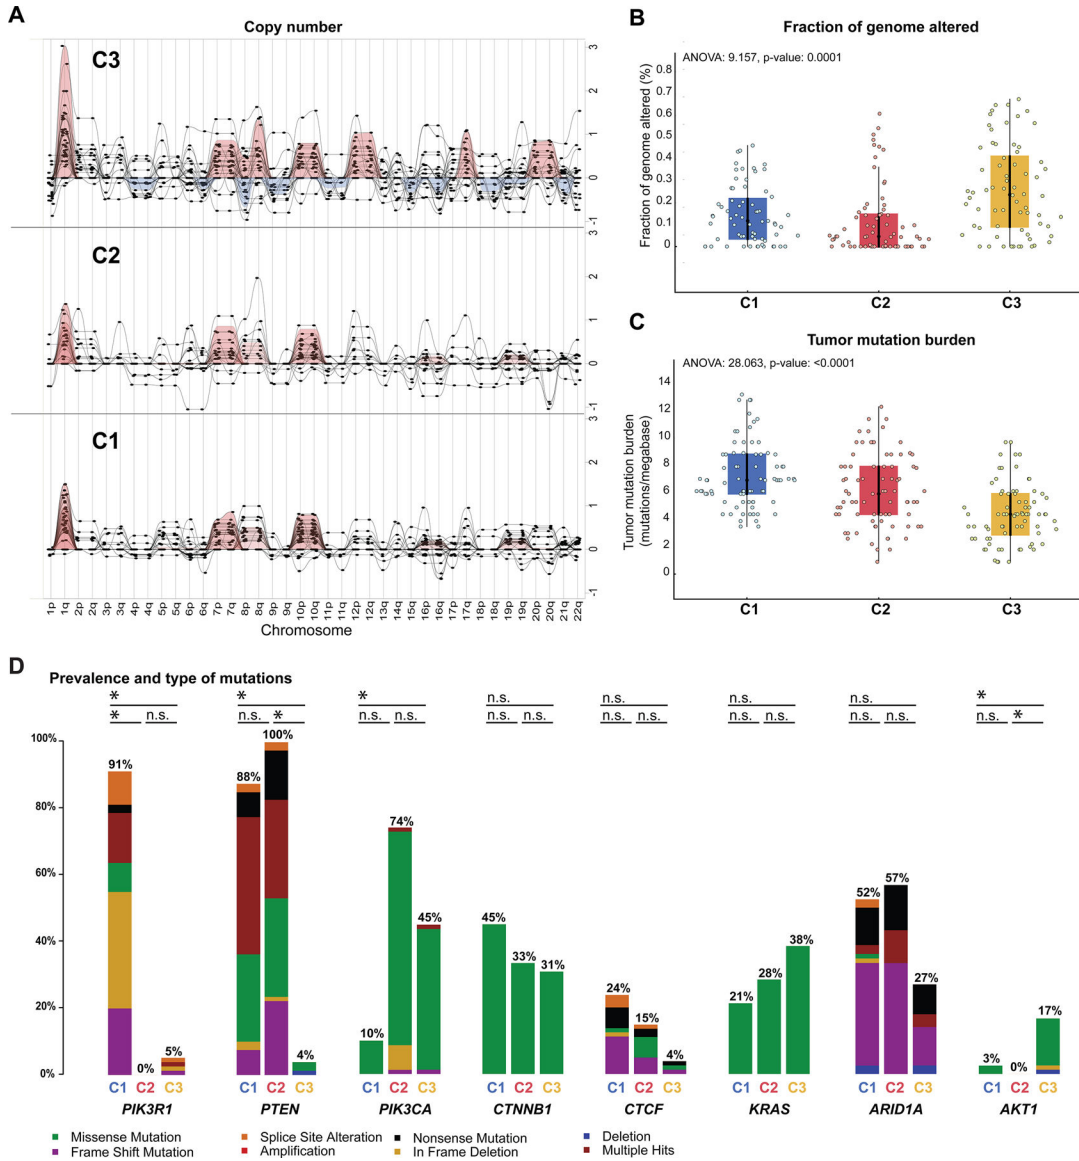 A
Copy number
C3
3
2
1
0
-1
C2
3
2
1
0
-1
C1
3
2
1
0
-1
1p 1q 2p 2q 3p 3q 4p 4q 5p 5q 6p 6q 7p 7q 8p 8q 9p 9q 10p 10q 11p 11q 12p 12q 13q 14q 15q 16p 16q 17p 17q 18p 18q 19p 19q 20p 20q 21q 22q
Chromosome
B
Fraction of genome altered
ANOVA: 9.157, p-value: 0.0001
Fraction of genome altered (%)
0.8
0.7
0.6
0.5
0.4
0.3
0.2
0.1
0
C1 C2 C3
C
Tumor mutation burden
ANOVA: 28.063, p-value: <0.0001
Tumor mutation burden
(mutations/megabase)
14
12
10
8
6
4
2
0
C1 C2 C3
D
Prevalence and type of mutations
* * * n.s. n.s. n.s. n.s. *
* n.s. n.s. * n.s. n.s. n.s. n.s. n.s. n.s. n.s. n.s. n.s. n.s. n.s. *
100%
80%
60%
40%
20%
0%
91% 0% 5%
88% 100% 4%
10% 74% 45%
45% 33% 31%
24% 15% 4%
21% 28% 38%
52% 57% 27%
3% 0% 17%
C1 C2 C3 C1 C2 C3 C1 C2 C3 C1 C2 C3 C1 C2 C3 C1 C2 C3 C1 C2 C3 C1 C2 C3
PIK3R1 PTEN PIK3CA CTNNB1 CTCF KRAS ARID1A AKT1
Missense Mutation Splice Site Alteration Nonsense Mutation Deletion
Frame Shift Mutation Amplification In Frame Deletion Multiple Hits